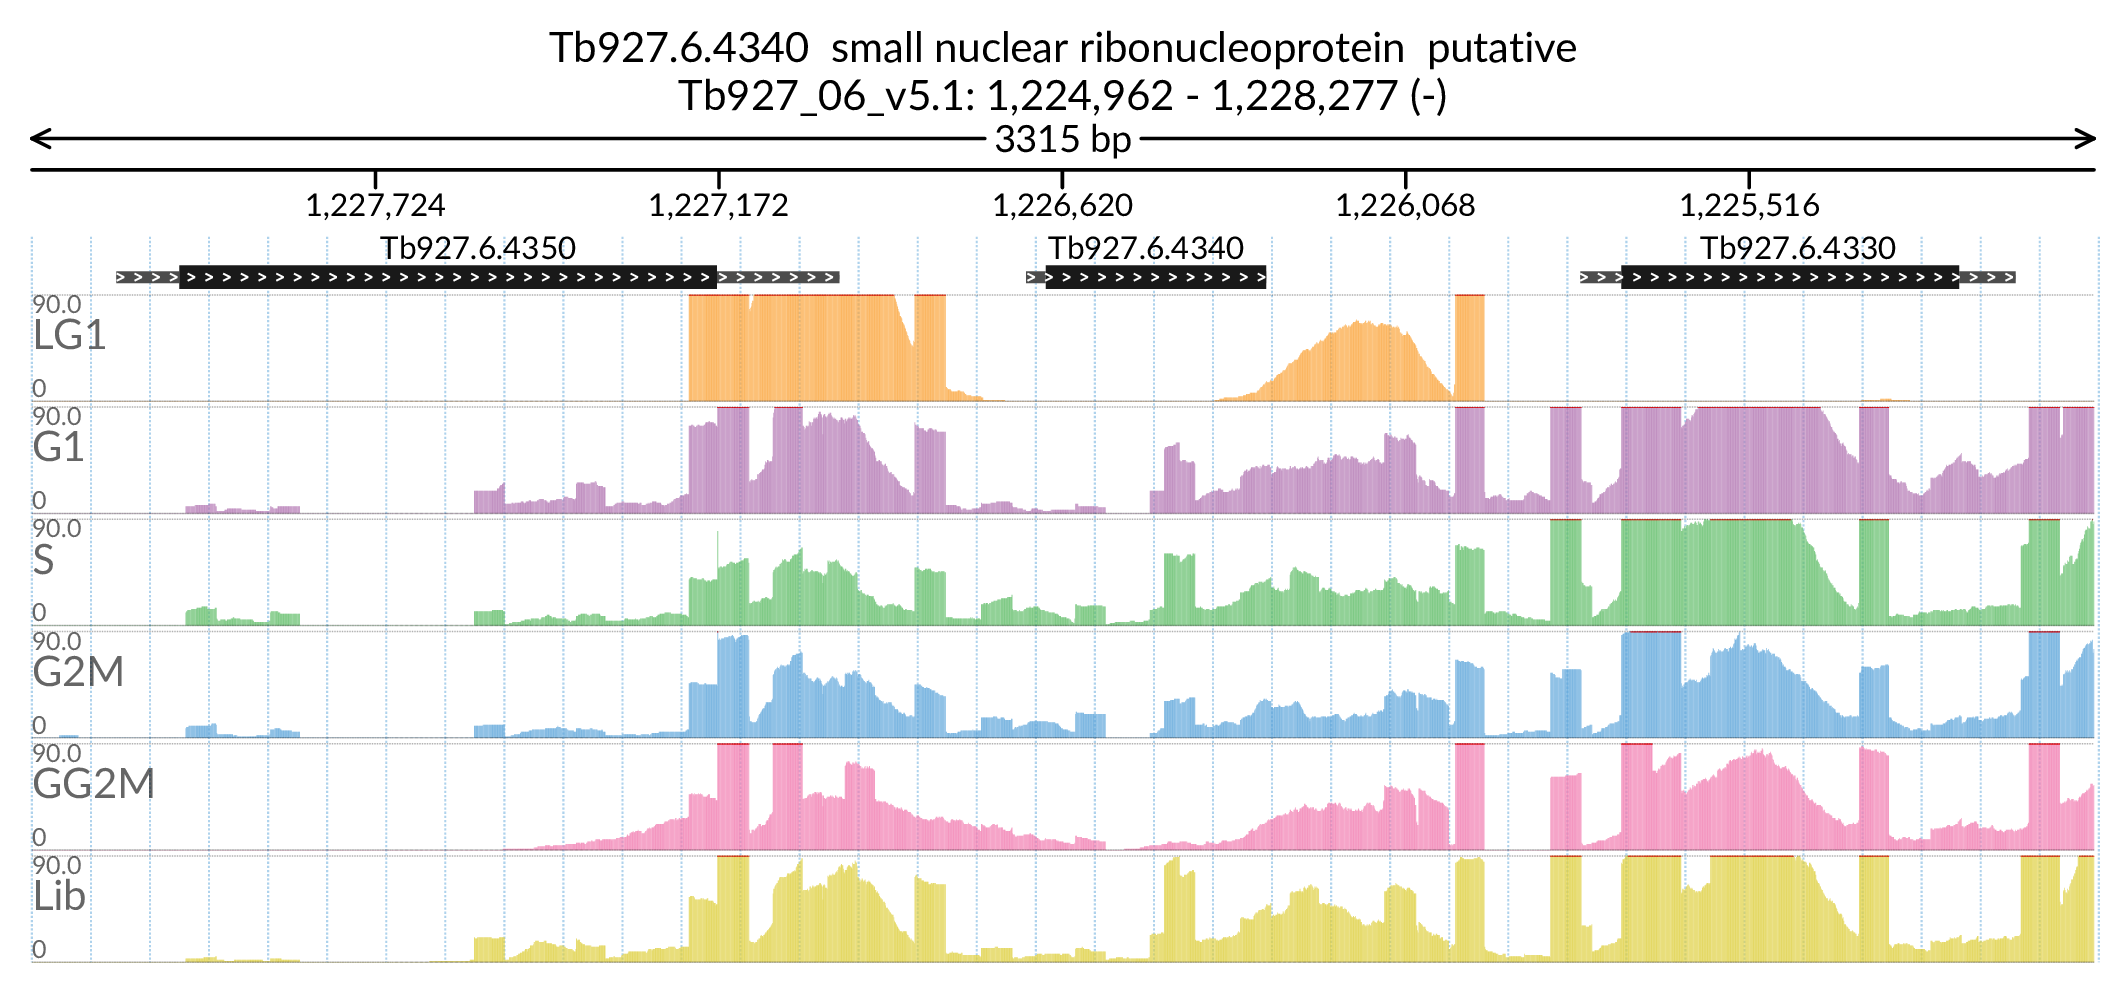 Tb927.6.4340 small nuclear ribonucleoprotein putative
Tb927_06_v5.1: 1,224,962 - 1,228,277 (-)
3315 bp
1,227,724 1,227,172 1,226,620 1,226,068 1,225,516
Tb927.6.4350 Tb927.6.4340 Tb927.6.4330
90.0
LG1
0
90.0
G1
0
90.0
S
0
90.0
G2M
0
90.0
GG2M
0
90.0
Lib
0